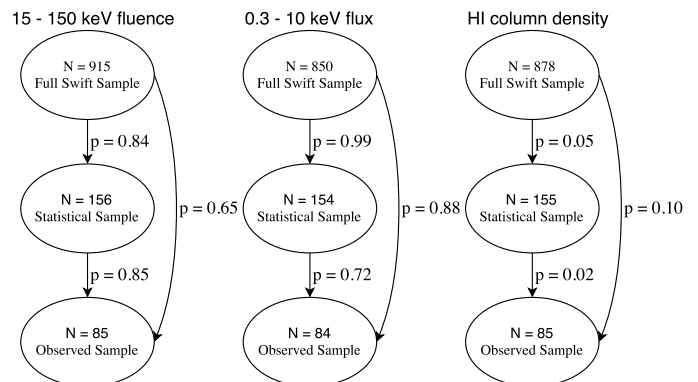 15 - 150 keV fluence
N = 915
Full Swift Sample
p = 0.84
N = 156
Statistical Sample
p = 0.65
p = 0.85
N = 85
Observed Sample
0.3 - 10 keV flux
N = 850
Full Swift Sample
p = 0.99
N = 154
Statistical Sample
p = 0.88
p = 0.72
N = 84
Observed Sample
HI column density
N = 878
Full Swift Sample
p = 0.05
N = 155
Statistical Sample
p = 0.10
p = 0.02
N = 85
Observed Sample